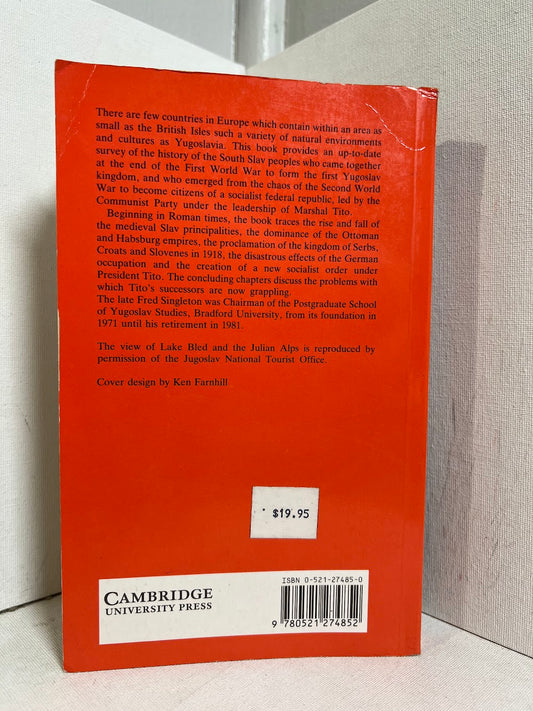 There are few countries in Europe which contain within an area as
small as the British Isles such a variety of natural environments
and cultures as Yugoslavia. This book provides an up-to-date
survey of the history of the South Slav peoples who came together
at the end of the First World War to form the first Yugoslav
kingdom, and who emerged from the chaos of the Second World
War to become citizens of a socialist federal republic, led by the
Communist Party under the leadership of Marshal Tito.
Beginning in Roman times, the book traces the rise and fall of
the medieval Slav principalities, the dominance of the Ottoman
and Habsburg empires, the proclamation of the kingdom of Serbs,
Croats and Slovenes in 1918, the disastrous effects of the German
occupation and the creation of a new socialist order under
President Tito. The concluding chapters discuss the problems with
which Tito's successors are now grappling.
The late Fred Singleton was Chairman of the Postgraduate School
of Yugoslav Studies, Bradford University, from its foundation in
1971 until his retirement in 1981.
The view of Lake Bled and the Julian Alps is reproduced by
permission of the Jugoslav National Tourist Office.
Cover design by Ken Farnhill
$19.95
CAMBRIDGE
UNIVERSITY PRESS
ISBN 0-521-27485-0
9 780521 274852